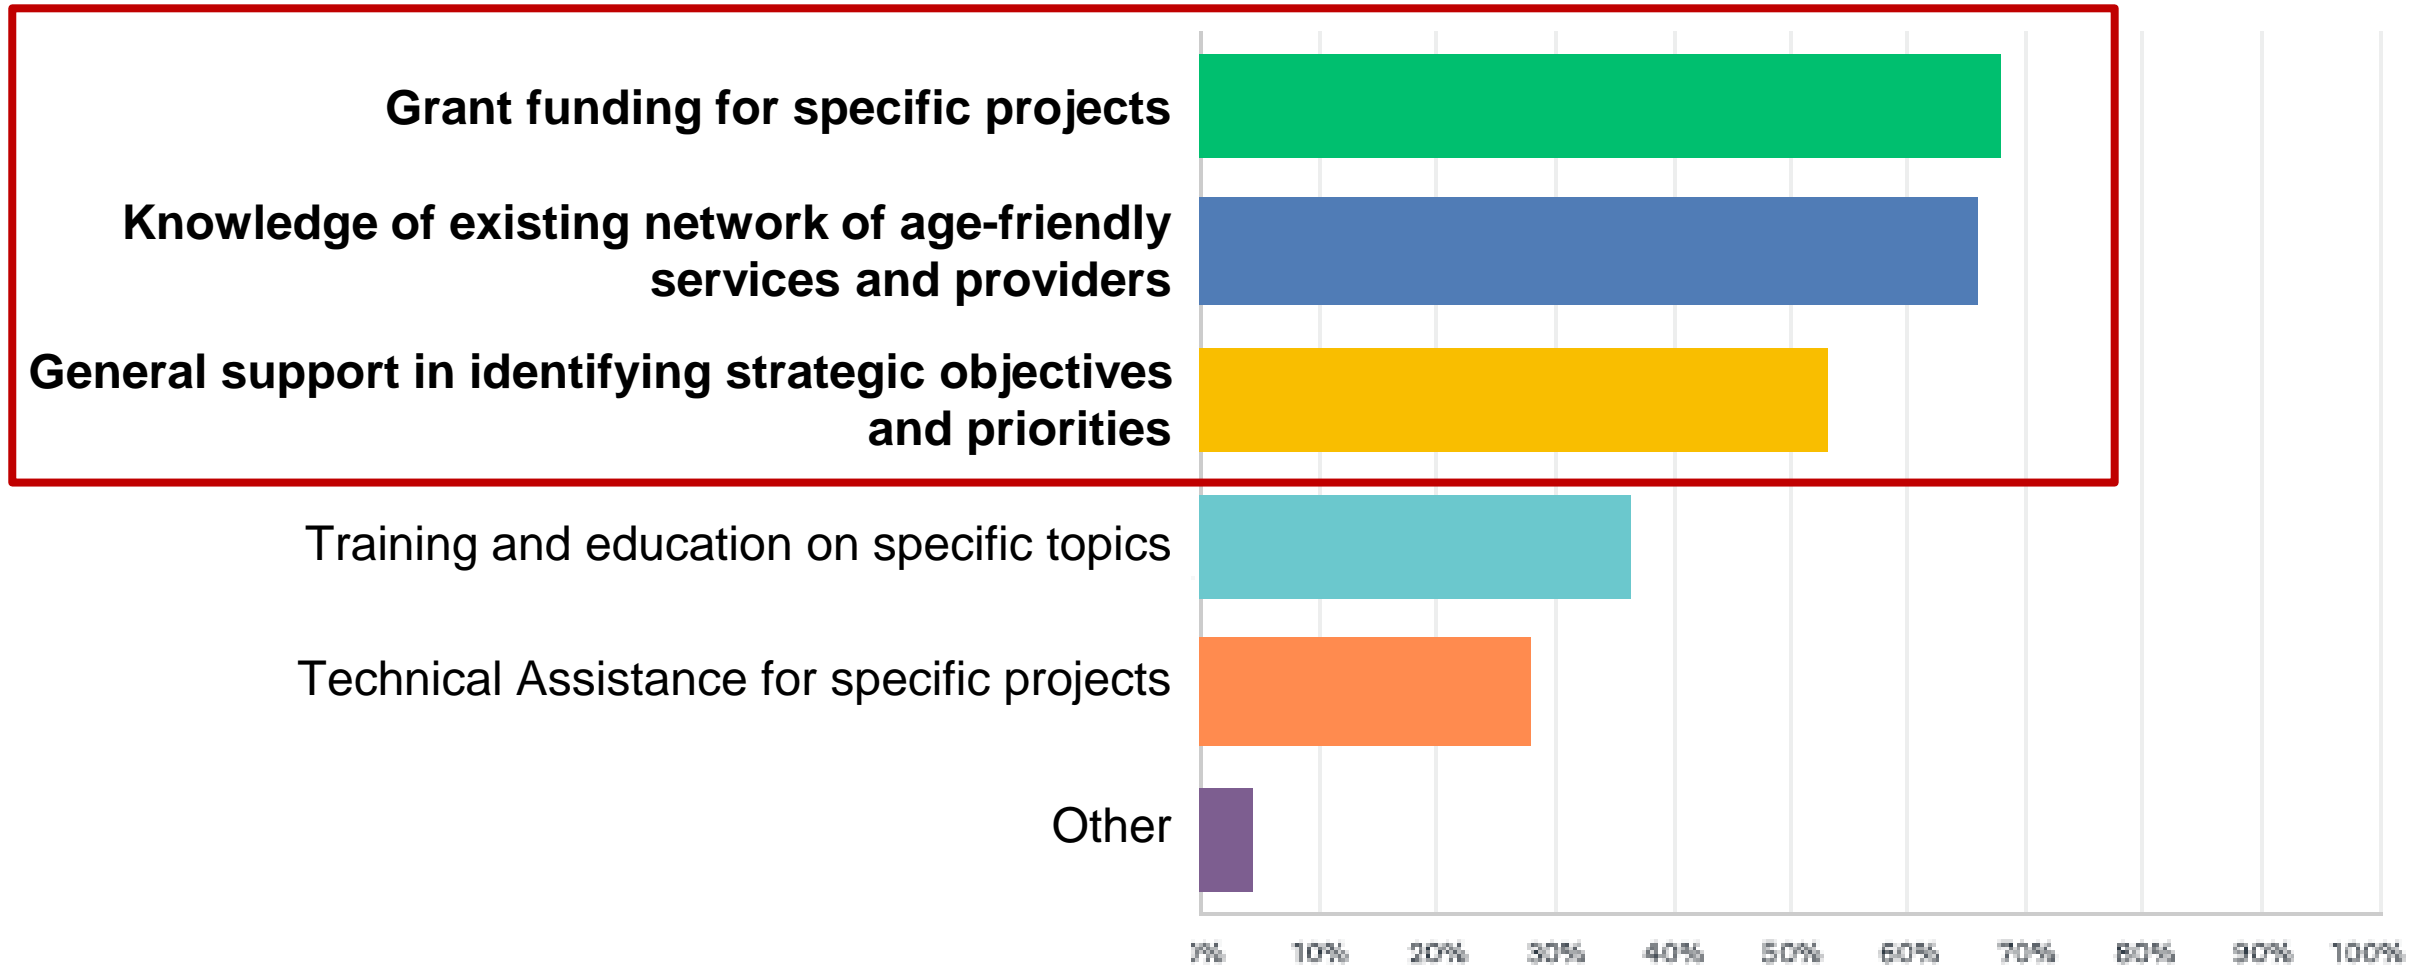 Grant funding for specific projects
Knowledge of existing network of age-friendly
services and providers
General support in identifying strategic objectives
and priorities
Training and education on specific topics
Technical Assistance for specific projects
Other
0% 10% 20% 30% 40% 50% 60% 70% 80% 90% 100%